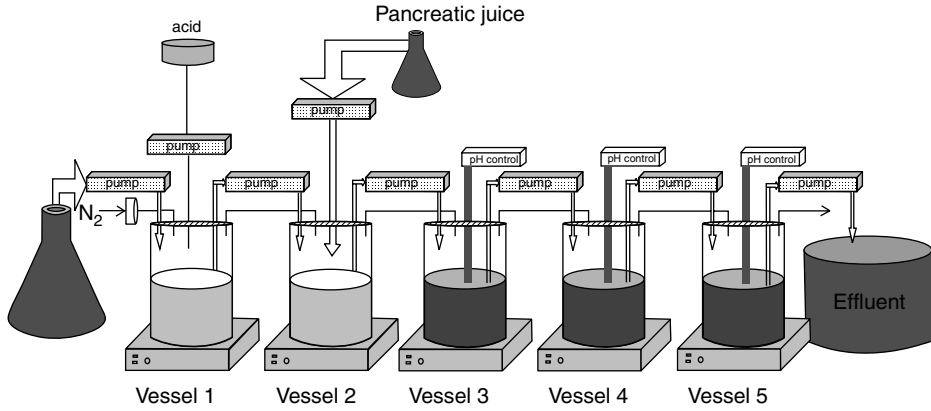 Pancreatic juice
acid
pump
pump
pH control
pH control
pH control
pump
pump
pump
pump
pump
pump
N2
Effluent
Vessel 1
Vessel 2
Vessel 3
Vessel 4
Vessel 5